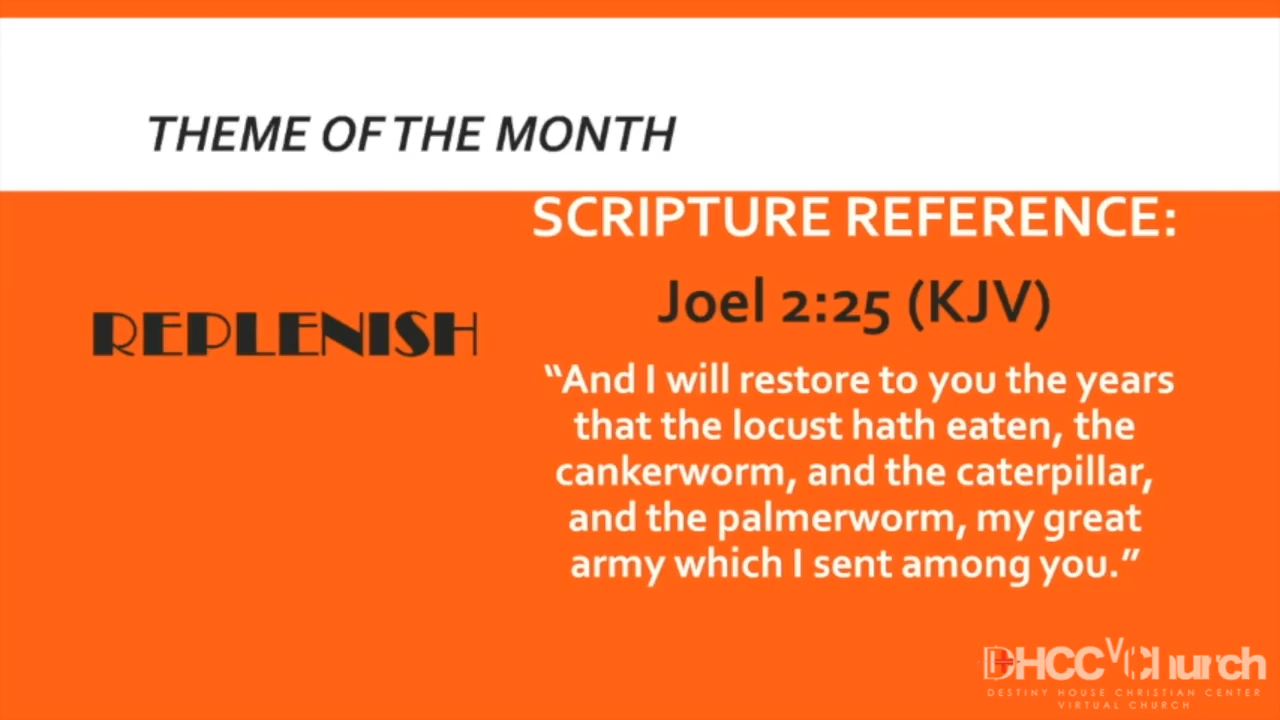 THEME OF THE MONTH
REPLENISH
SCRIPTURE REFERENCE:
Joel 2:25 (KJV)
“And I will restore to you the years
that the locust hath eaten, the
cankerworm, and the caterpillar,
and the palmerworm, my great
army which I sent among you.”
DHCC VChurch
DESTINY HOUSE CHRISTIAN CENTER
VIRTUAL CHURCH